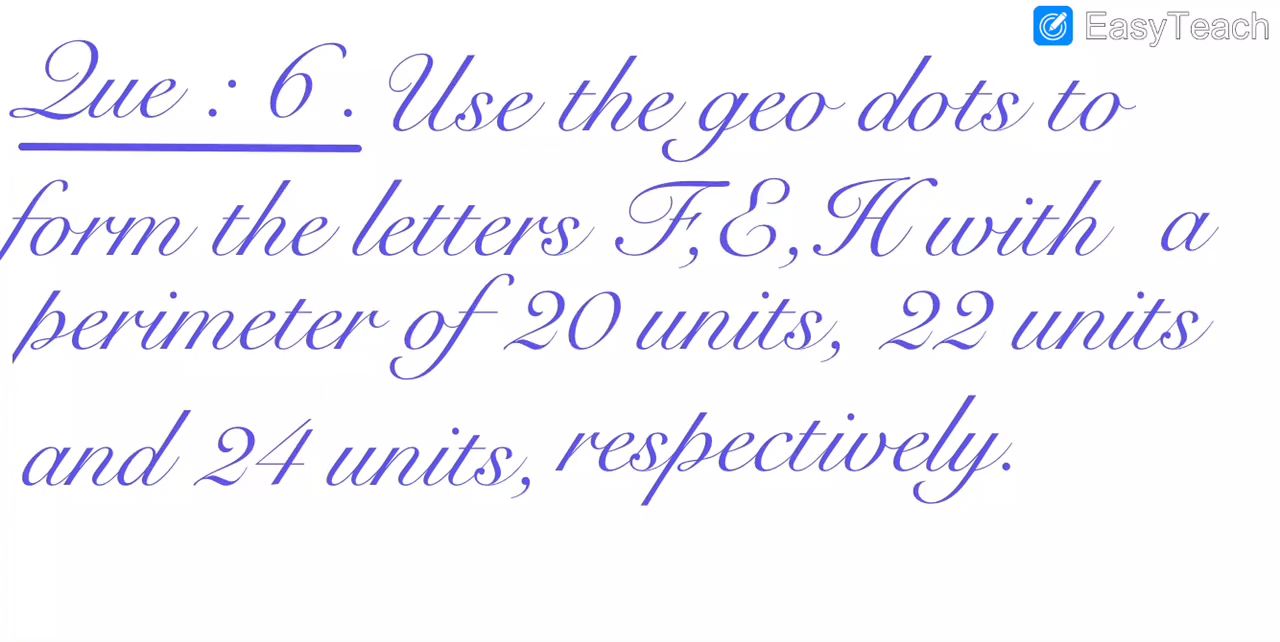 EasyTeach
Que : 6 . Use the geo dots to
form the letters F,E,H with a
perimeter of 20 units, 22 units
and 24 units, respectively.